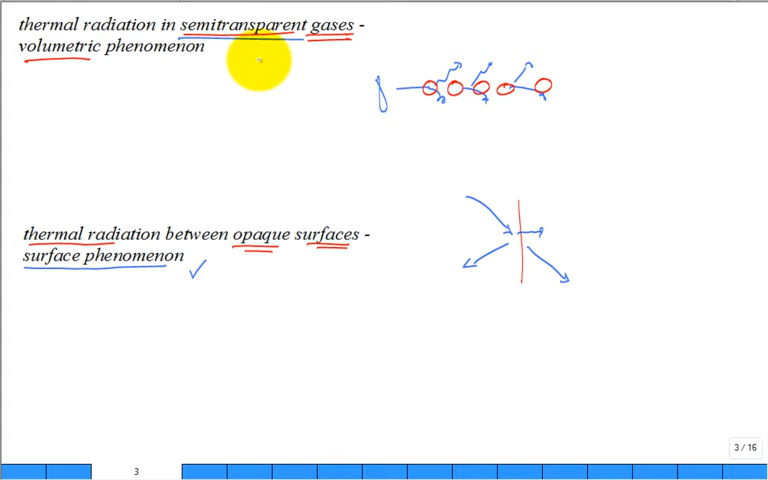 thermal radiation in semitransparent gases -
volumetric phenomenon
thermal radiation between opaque surfaces -
surface phenomenon
3 / 16
3